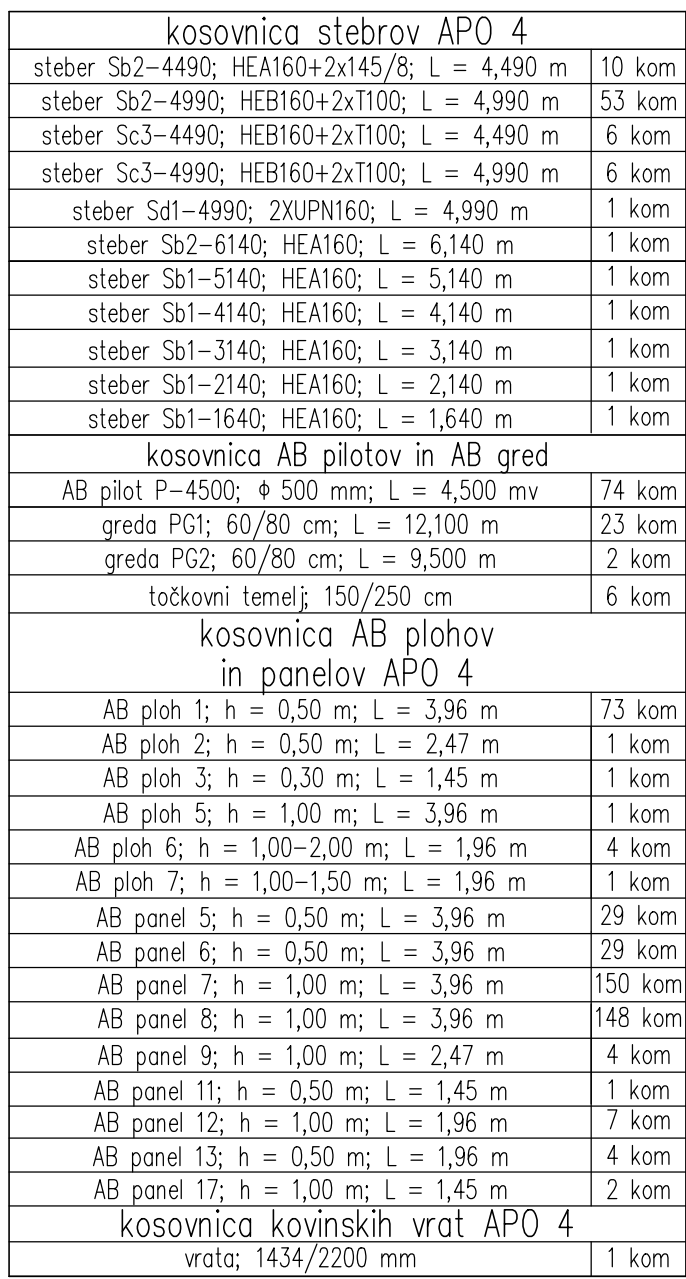 kosovnica stebrov APO 4
steber Sb2-4490; HEA160+2x145/8; L = 4,490 m 10 kom
steber Sb2-4990; HEB160+2xT100; L = 4,990 m 53 kom
steber Sc3-4490; HEB160+2xT100; L = 4,490 m 6 kom
steber Sc3-4990; HEB160+2xT100; L = 4,990 m 6 kom
steber Sd1-4990; 2XUPN160; L = 4,990 m 1 kom
steber Sb2-6140; HEA160; L = 6,140 m 1 kom
steber Sb1-5140; HEA160; L = 5,140 m 1 kom
steber Sb1-4140; HEA160; L = 4,140 m 1 kom
steber Sb1-3140; HEA160; L = 3,140 m 1 kom
steber Sb1-2140; HEA160; L = 2,140 m 1 kom
steber Sb1-1640; HEA160; L = 1,640 m 1 kom
kosovnica AB pilotov in AB gred
AB pilot P-4500; ϕ 500 mm; L = 4,500 mv 74 kom
greda PG1; 60/80 cm; L = 12,100 m 23 kom
greda PG2; 60/80 cm; L = 9,500 m 2 kom
točkovni temelj; 150/250 cm 6 kom
kosovnica AB plohov
in panelov APO 4
AB ploh 1; h = 0,50 m; L = 3,96 m 73 kom
AB ploh 2; h = 0,50 m; L = 2,47 m 1 kom
AB ploh 3; h = 0,30 m; L = 1,45 m 1 kom
AB ploh 5; h = 1,00 m; L = 3,96 m 1 kom
AB ploh 6; h = 1,00-2,00 m; L = 1,96 m 4 kom
AB ploh 7; h = 1,00-1,50 m; L = 1,96 m 1 kom
AB panel 5; h = 0,50 m; L = 3,96 m 29 kom
AB panel 6; h = 0,50 m; L = 3,96 m 29 kom
AB panel 7; h = 1,00 m; L = 3,96 m 150 kom
AB panel 8; h = 1,00 m; L = 3,96 m 148 kom
AB panel 9; h = 1,00 m; L = 2,47 m 4 kom
AB panel 11; h = 0,50 m; L = 1,45 m 1 kom
AB panel 12; h = 1,00 m; L = 1,96 m 7 kom
AB panel 13; h = 0,50 m; L = 1,96 m 4 kom
AB panel 17; h = 1,00 m; L = 1,45 m 2 kom
kosovnica kovinskih vrat APO 4
vrata; 1434/2200 mm 1 kom